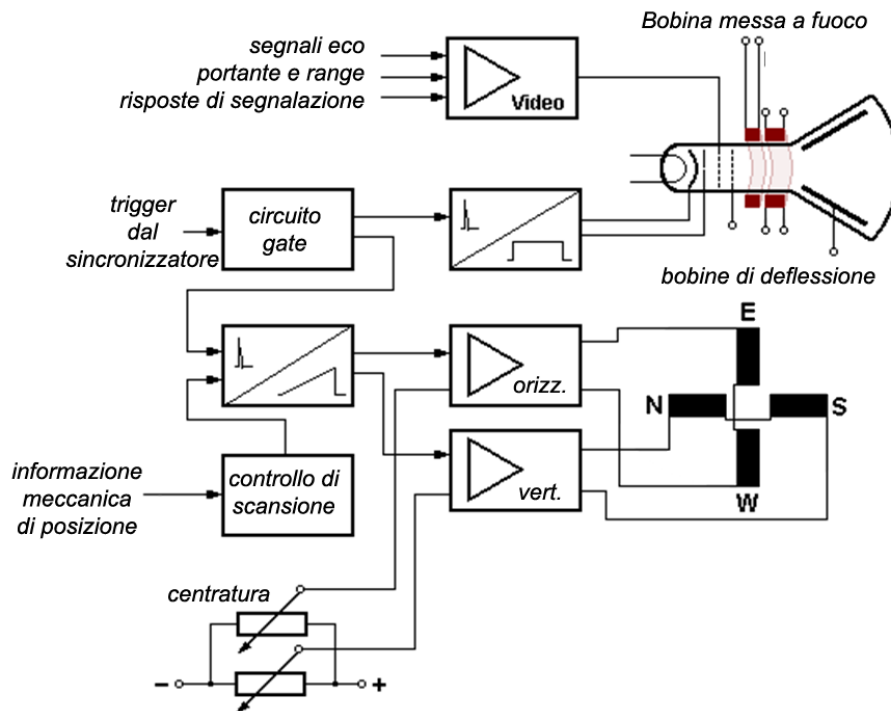 Bobina messa a fuoco
segnali eco
portante e range
risposte di segnalazione
Video
trigger
dal
sincronizzatore
circuito
gate
bobine di deflessione
E
orizz.
N
S
informazione
meccanica
di posizione
controllo di
scansione
vert.
W
centratura
-
+